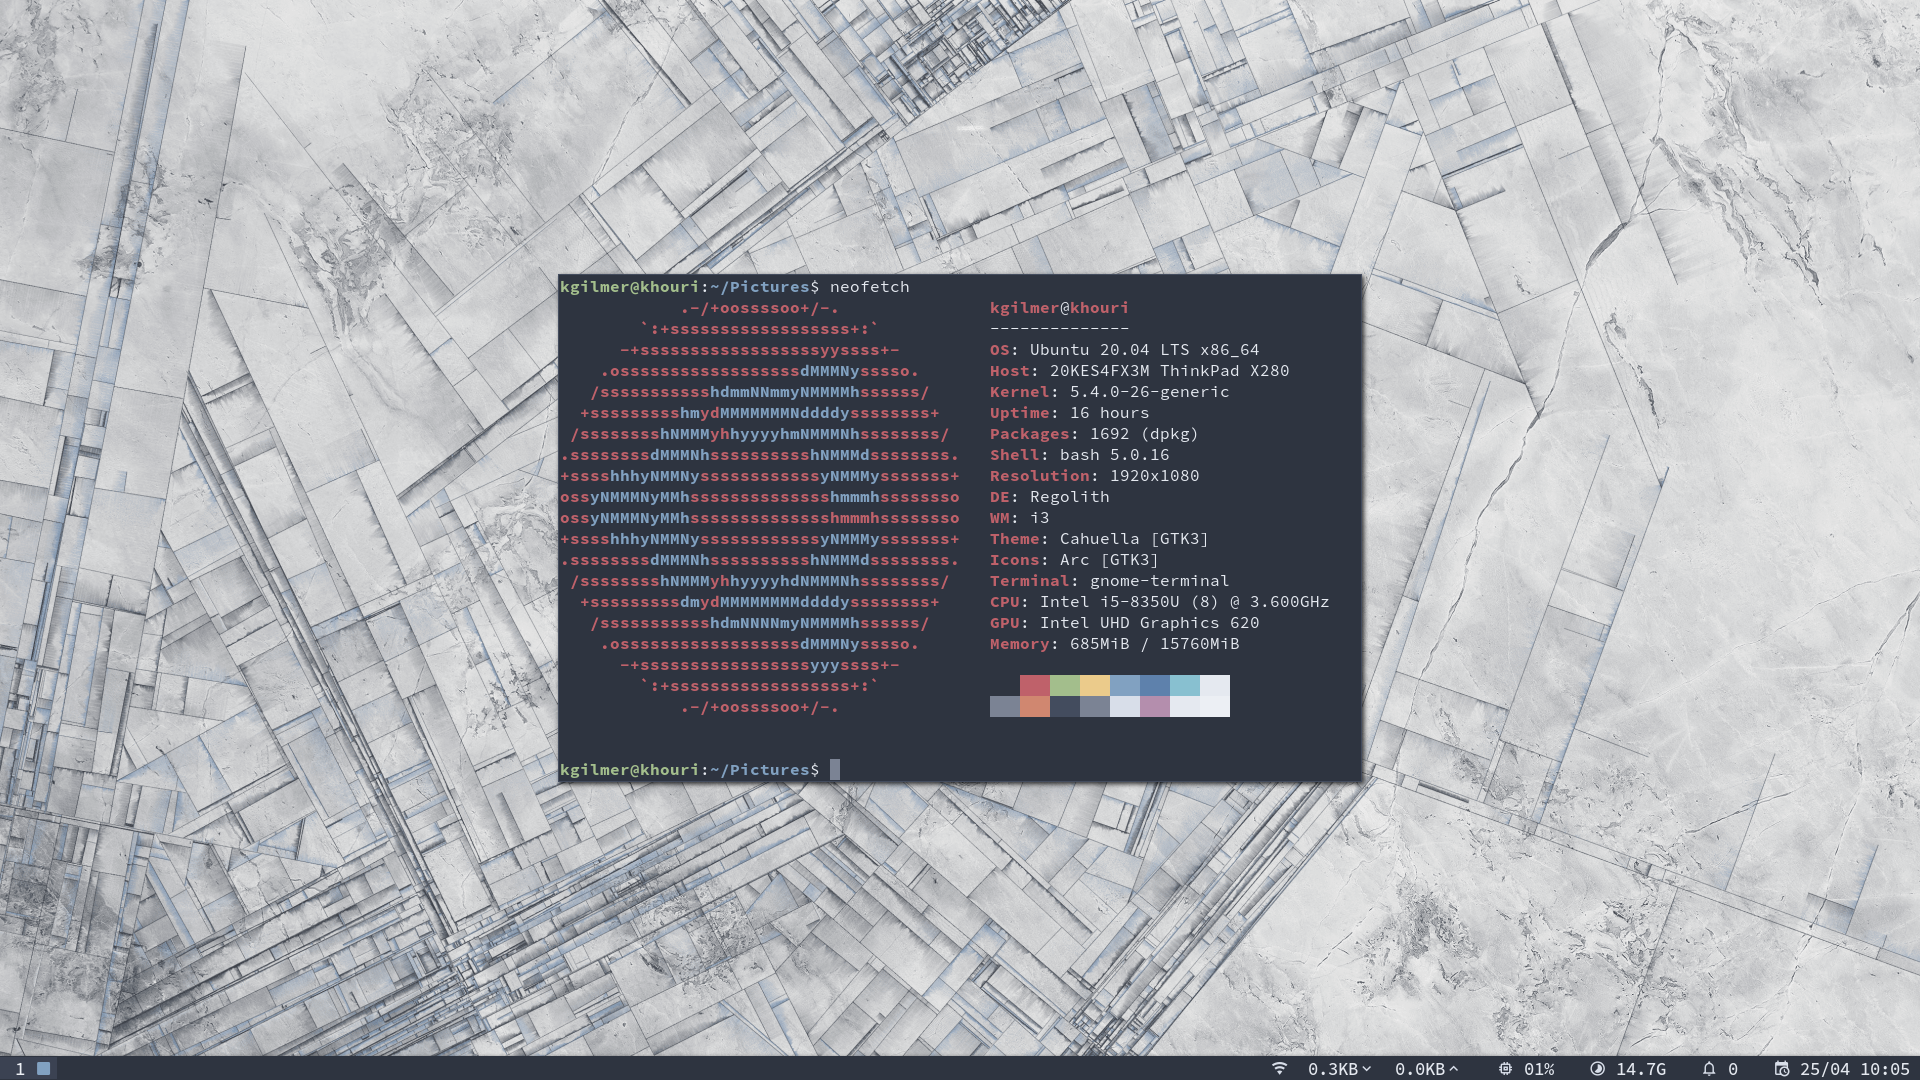 kgilmer@khouri:~/Pictures$ neofetch
.-/+oossssoo+/-.
`:+ssssssssssssssssss+:`
-+ssssssssssssssssssyyssss+-
.ossssssssssssssssssdMMMNysssso.
/ssssssssssshdmmNNmmyNMMMMhssssss/
+ssssssssshmydMMMMMMMNddddyssssssss+
/sssssssshNMMMyhhyyyyhmNMMMNhssssssss/
.ssssssssdMMMNhsssssssssshNMMMdssssssss.
+sssshhhyNMMNyssssssssssssyNMMMysssssss+
ossyNMMMNyMMhsssssssssssssshmmmhssssssso
ossyNMMMNyMMhsssssssssssssshmmmhssssssso
+sssshhhyNMMNyssssssssssssyNMMMysssssss+
.ssssssssdMMMNhsssssssssshNMMMdssssssss.
/sssssssshNMMMyhhyyyyhdNMMMNhssssssss/
+sssssssssdmydMMMMMMMMddddyssssssss+
/ssssssssssshdmNNNNmyNMMMMhssssss/
.ossssssssssssssssssdMMMNysssso.
-+sssssssssssssssssyyyssss+-
`:+ssssssssssssssssss+:`
.-/+oossssoo+/-.
kgilmer@khouri
--------------
OS: Ubuntu 20.04 LTS x86_64
Host: 20KES4FX3M ThinkPad X280
Kernel: 5.4.0-26-generic
Uptime: 16 hours
Packages: 1692 (dpkg)
Shell: bash 5.0.16
Resolution: 1920x1080
DE: Regolith
WM: i3
Theme: Cahuella [GTK3]
Icons: Arc [GTK3]
Terminal: gnome-terminal
CPU: Intel i5-8350U (8) @ 3.600GHz
GPU: Intel UHD Graphics 620
Memory: 685MiB / 15760MiB
kgilmer@khouri:~/Pictures$
1 0.3KB 0.0KB 01% 14.7G 0 25/04 10:05